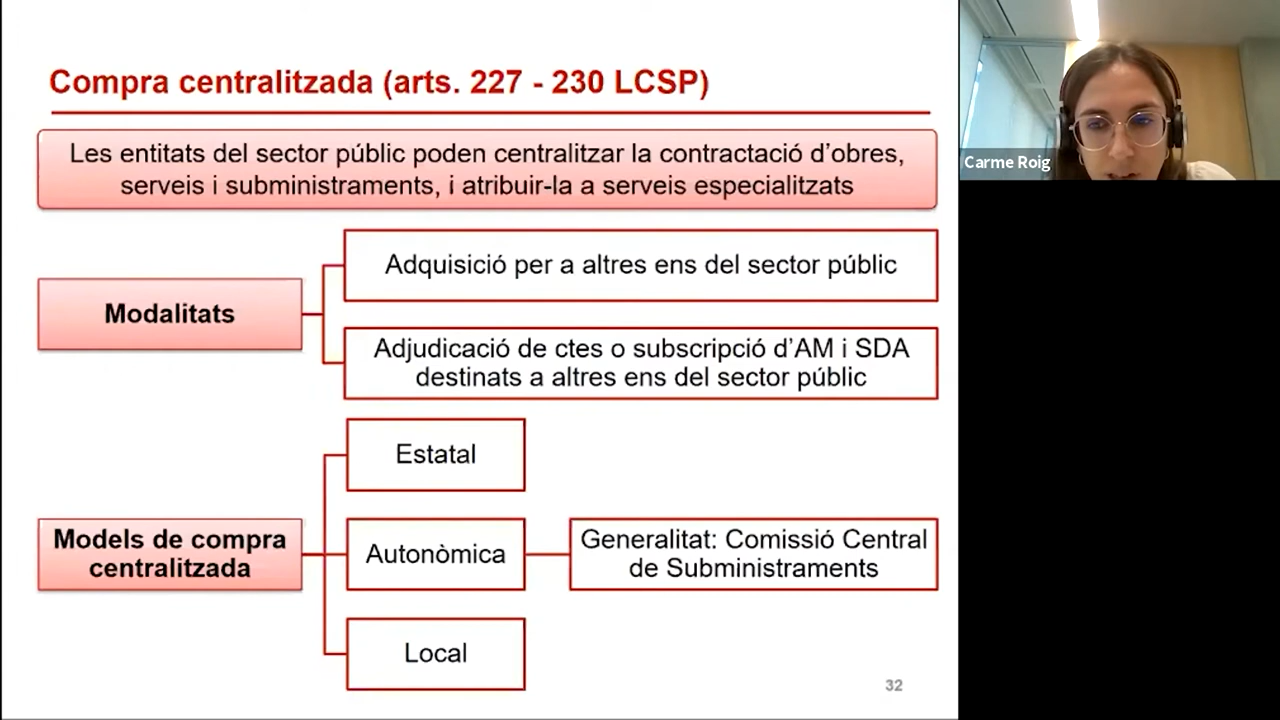 Compra centralitzada (arts. 227 - 230 LCSP)
Les entitats del sector públic poden centralitzar la contractació d’obres,
serveis i subministraments, i atribuir-la a serveis especialitzats
Modalitats
Adquisició per a altres ens del sector públic
Adjudicació de ctes o subscripció d’AM i SDA
destinats a altres ens del sector públic
Models de compra
centralitzada
Estatal
Autonòmica
Generalitat: Comissió Central
de Subministraments
Local
32
Carme Roig